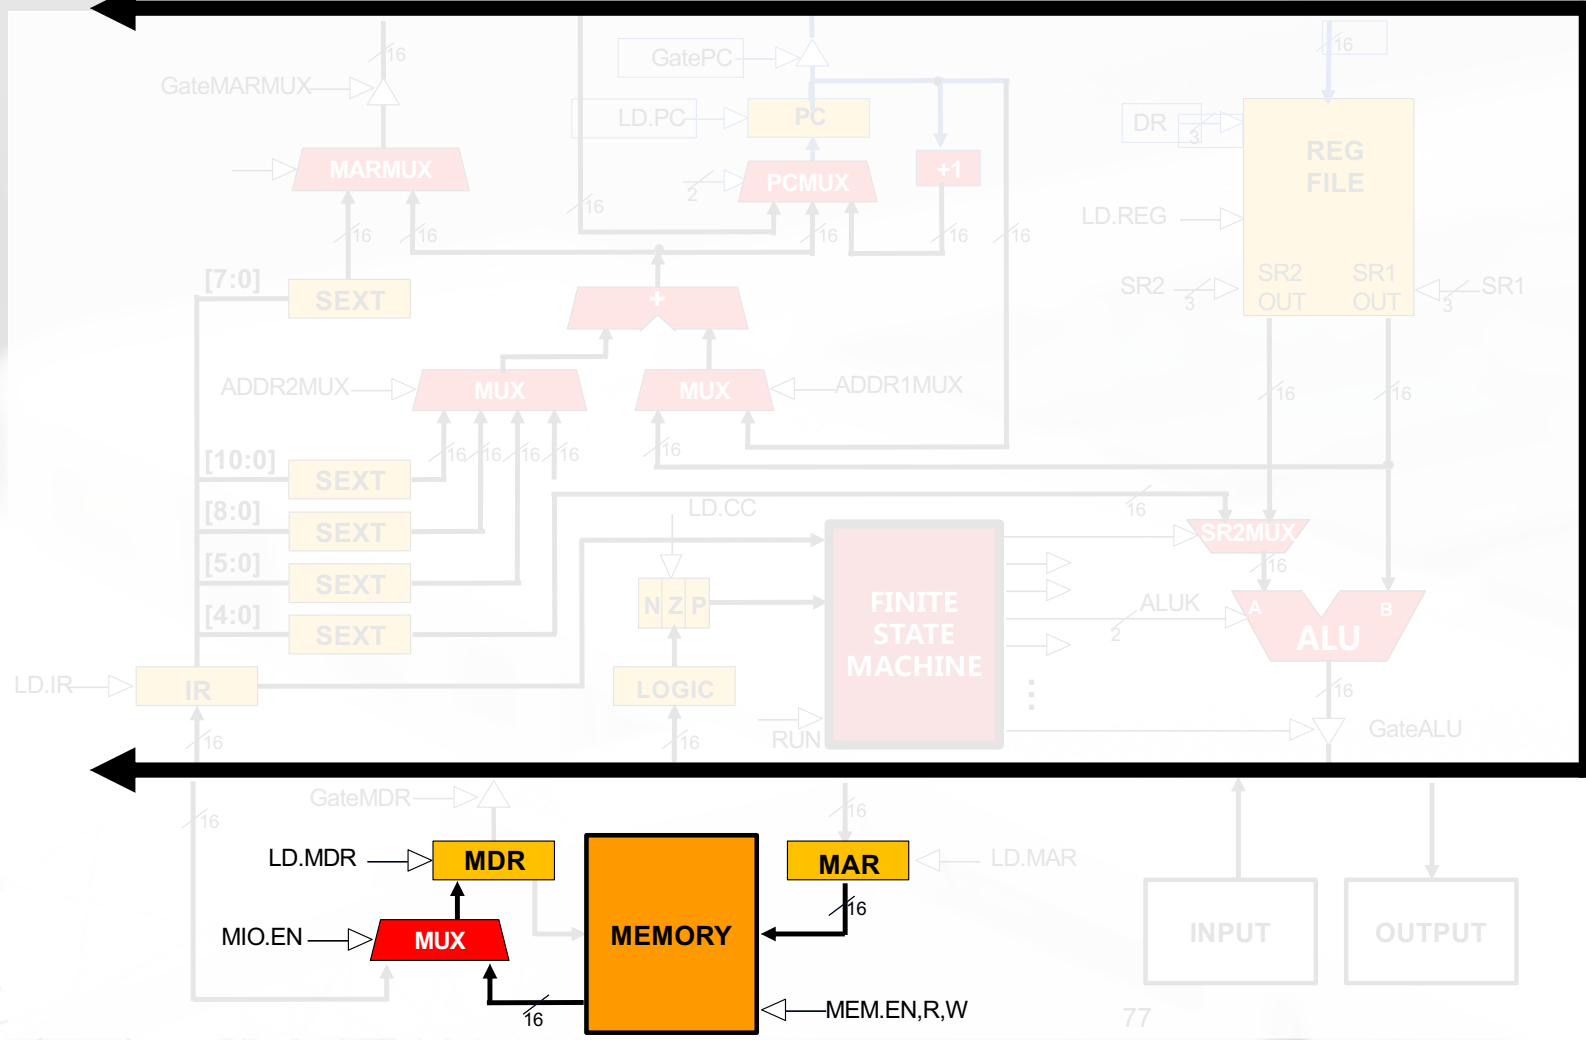 16
GatePC
16
GateMARMUX
LD.PC
PC
DR
3
REG
FILE
MARMUX
2
PCMUX
+1
16
LD.REG
16
16
16
16
16
[7:0]
SEXT
+
SR2
3
SR2
OUT
SR1
OUT
3
SR1
ADDR2MUX
MUX
MUX
ADDR1MUX
16
16
[10:0]
SEXT
16
16
16
16
16
[8:0]
SEXT
LD.CC
16
SR2MUX
[5:0]
SEXT
16
N Z P
FINITE
STATE
MACHINE
ALUK
2
A
B
ALU
[4:0]
SEXT
LD.IR
IR
LOGIC
16
16
16
RUN
GateALU
GateMDR
16
16
LD.MDR
MDR
MAR
LD.MAR
16
MIO.EN
MUX
MEMORY
INPUT
OUTPUT
16
MEM.EN,R,W
77